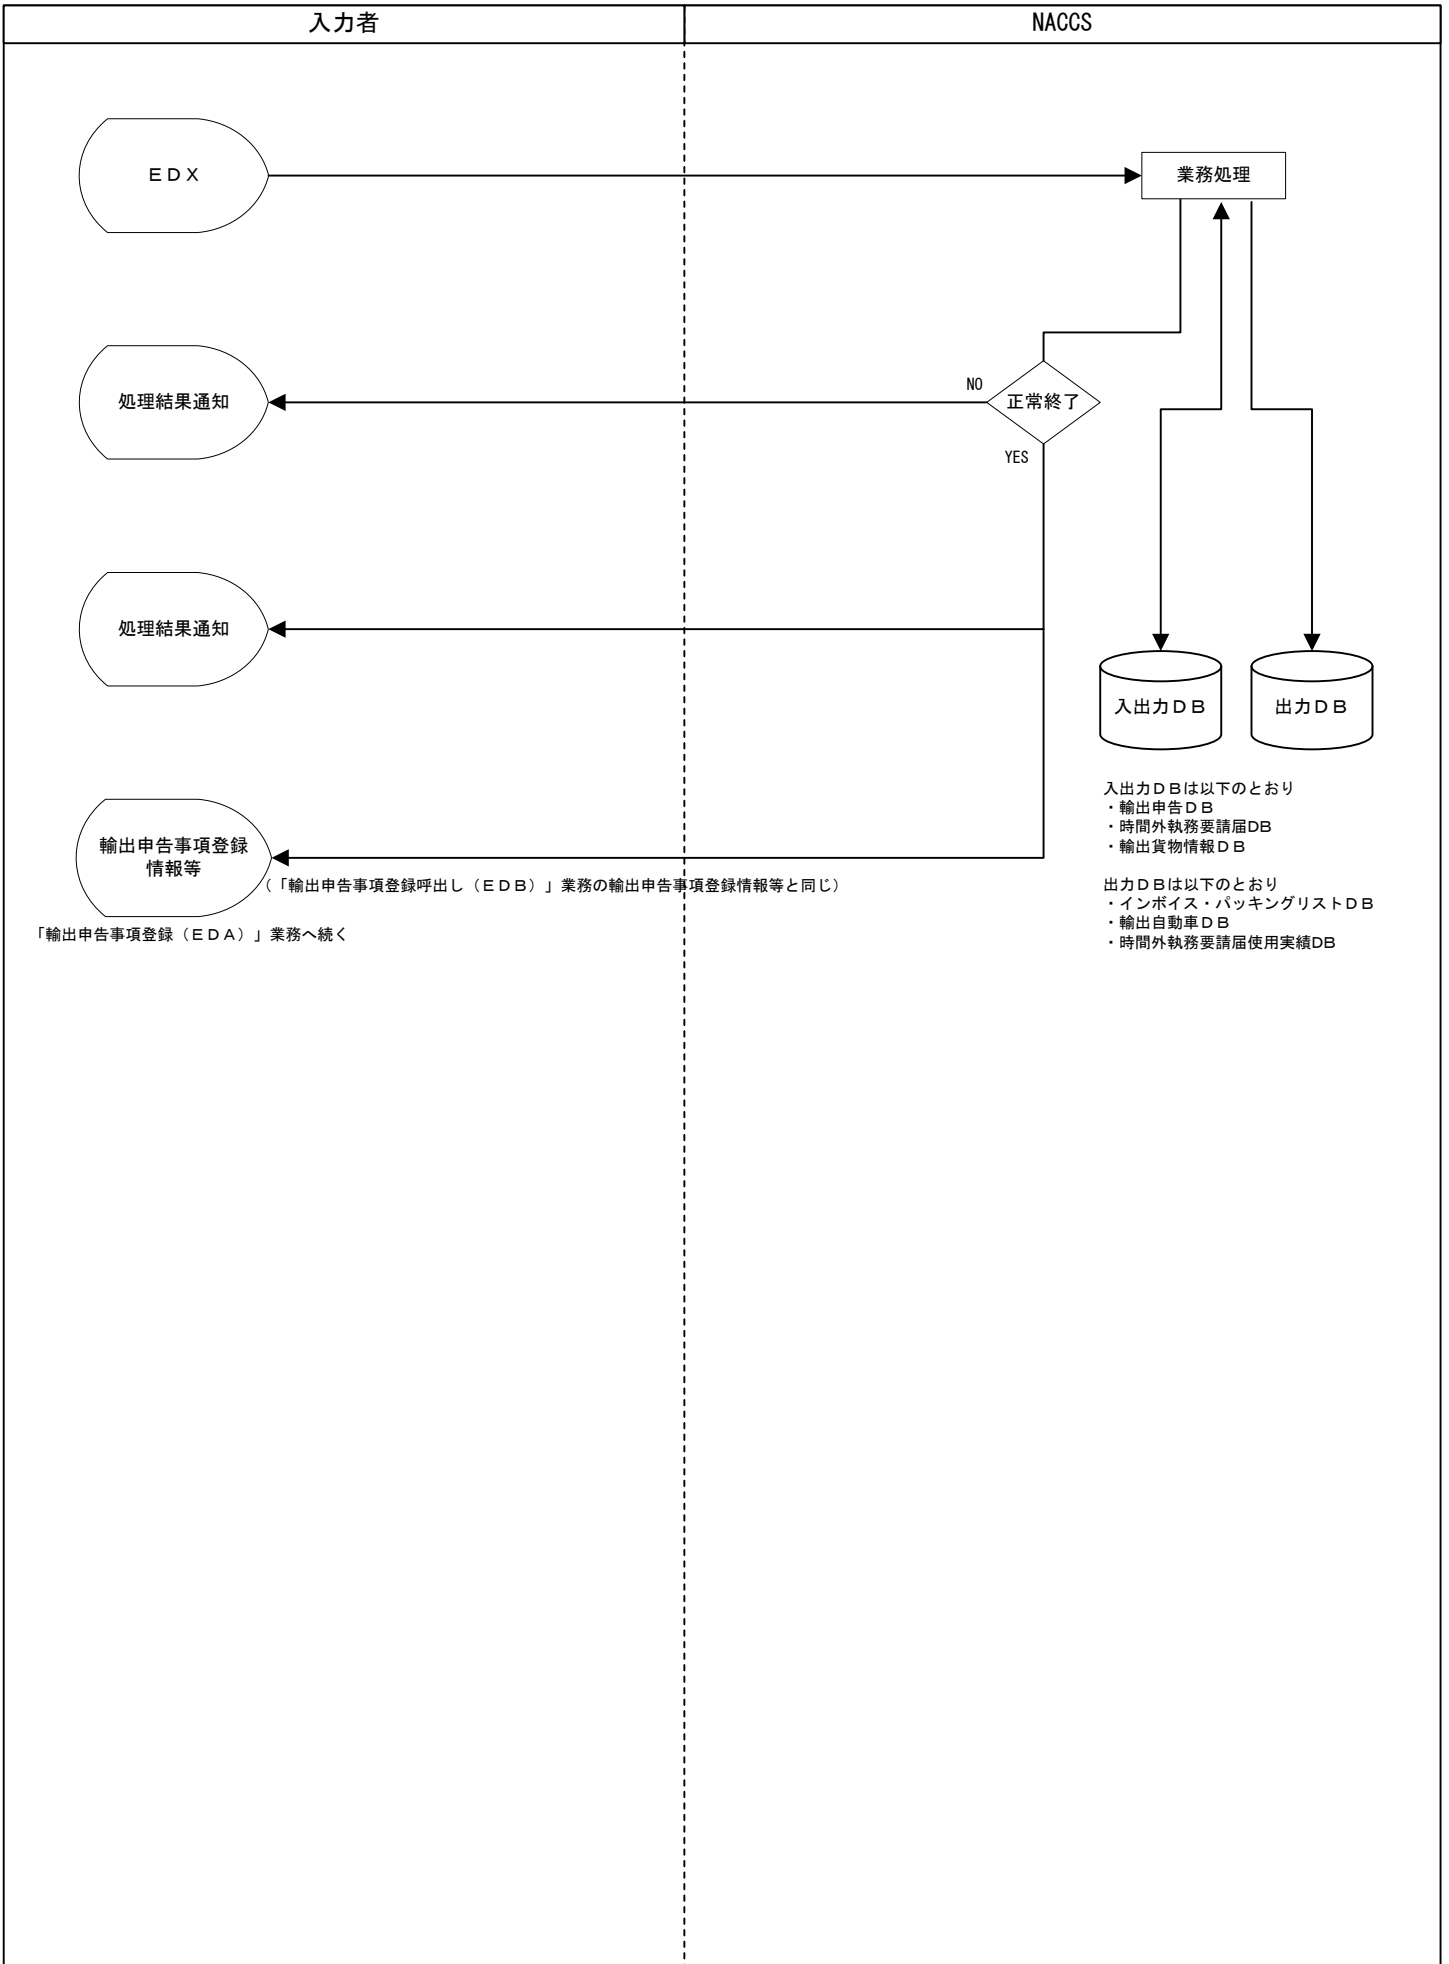 入力者
NACCS
ＥＤＸ
業務処理
処理結果通知
NO
正常終了
YES
処理結果通知
入出力ＤＢ
出力ＤＢ
入出力ＤＢは以下のとおり
・輸出申告ＤＢ
・時間外執務要請届DB
・輸出貨物情報ＤＢ
輸出申告事項登録
情報等
（「輸出申告事項登録呼出し（ＥＤＢ）」業務の輸出申告事項登録情報等と同じ）
出力ＤＢは以下のとおり
・インボイス・パッキングリストＤＢ
・輸出自動車ＤＢ
・時間外執務要請届使用実績DB
「輸出申告事項登録（ＥＤＡ）」業務へ続く